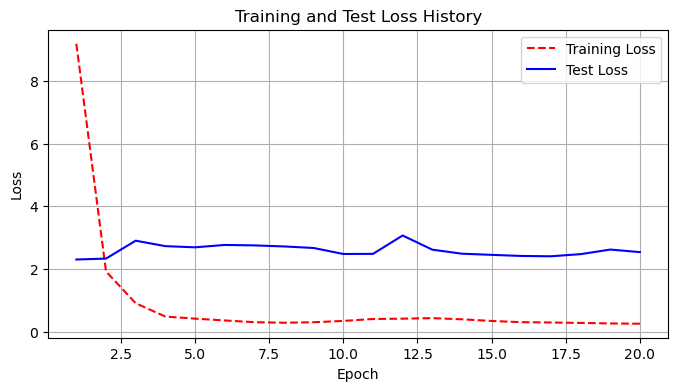 Training and Test Loss History
Training Loss
Test Loss
Loss
8
6
4
2
0
2.5 5.0 7.5 10.0 12.5 15.0 17.5 20.0
Epoch